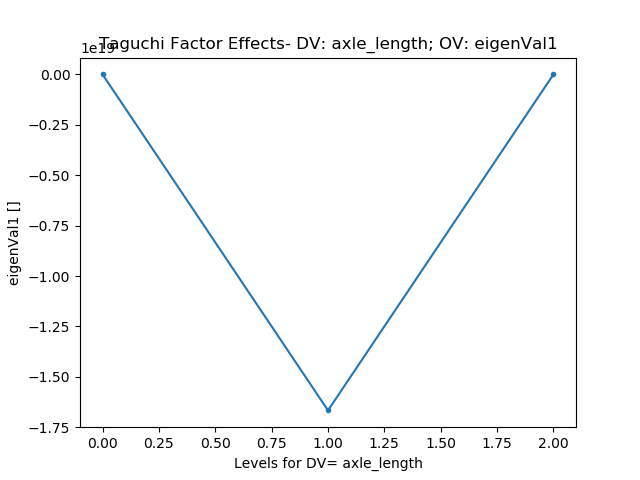 Taguchi Factor Effects- DV: axle_length; OV: eigenVal1
1e19
0.00
−0.25
−0.50
−0.75
−1.00
−1.25
−1.50
−1.75
eigenVal1 []
0.00 0.25 0.50 0.75 1.00 1.25 1.50 1.75 2.00
Levels for DV= axle_length